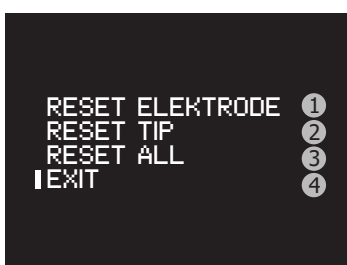 RESET ELEKTRODE 1
RESET TIP 2
RESET ALL 3
EXIT 4